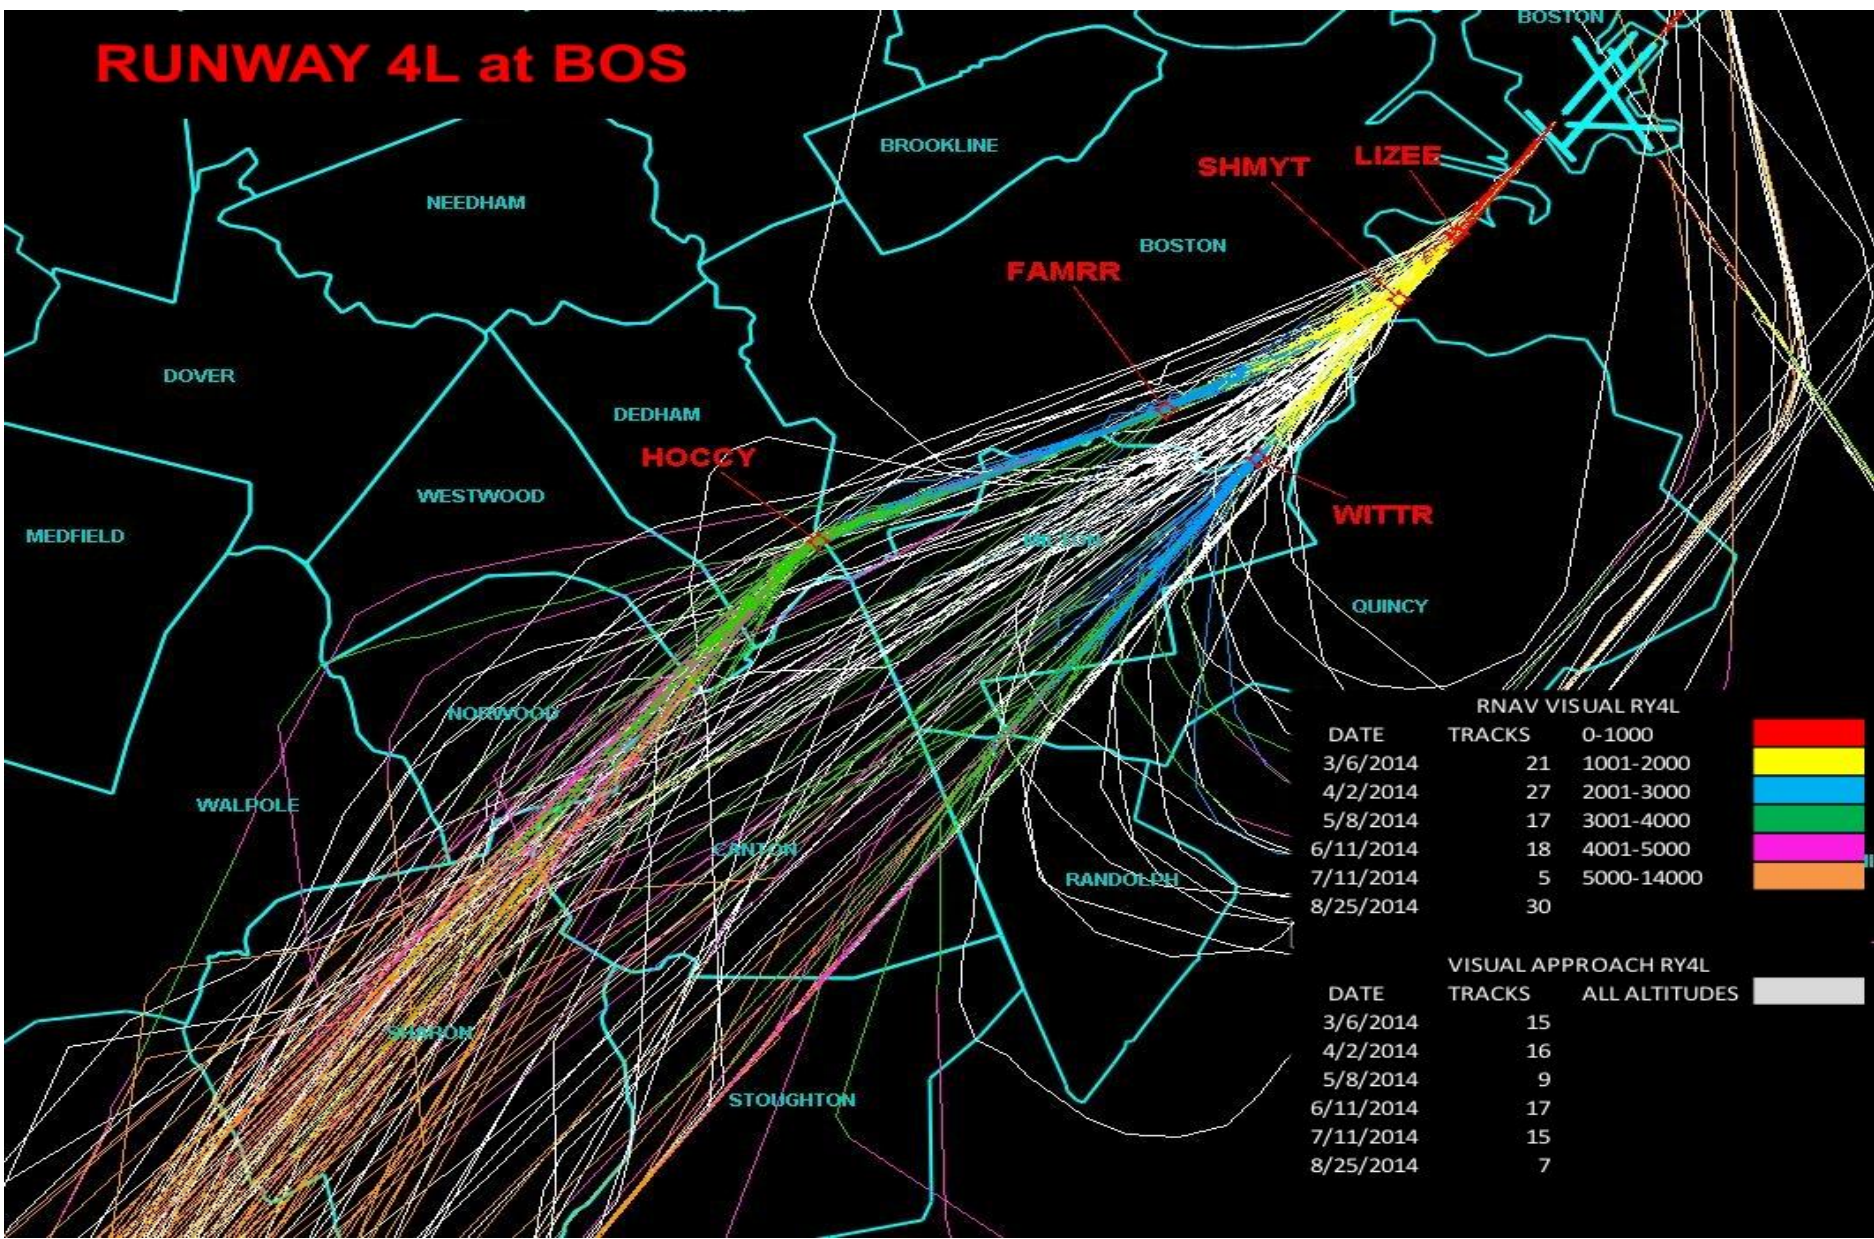 BOSTON
RUNWAY 4L at BOS
BROOKLINE
SHMYT
LIZEE
NEEDHAM
BOSTON
FAMRR
DOVER
DEDHAM
HOCCY
WESTWOOD
WITTR
MEDFIELD
MILTON
QUINCY
NORWOOD
WALPOLE
CANTON
RANDOLPH
SHARON
STOUGHTON
RNAV VISUAL RY4L
DATE TRACKS 0-1000
3/6/2014 21 1001-2000
4/2/2014 27 2001-3000
5/8/2014 17 3001-4000
6/11/2014 18 4001-5000
7/11/2014 5 5000-14000
8/25/2014 30
VISUAL APPROACH RY4L
DATE TRACKS ALL ALTITUDES
3/6/2014 15
4/2/2014 16
5/8/2014 9
6/11/2014 17
7/11/2014 15
8/25/2014 7